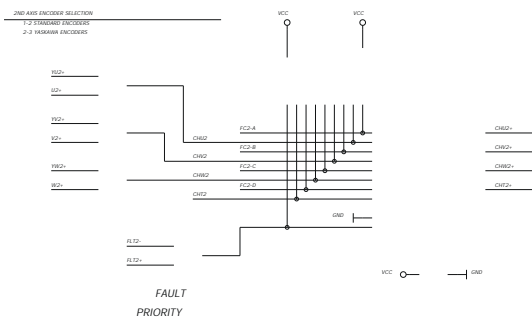 2ND AXIS ENCODER SELECTION
1-2 STANDARD ENCODERS
2-3 YASKAWA ENCODERS
VCC
VCC
YU2+
U2+
YV2+
V2+
YW2+
W2+
CHU2
CHV2
CHW2
CHT2
FC2-A
FC2-B
FC2-C
FC2-D
GND
CHU2+
CHV2+
CHW2+
CHT2+
FLT2-
FLT2+
VCC
GND
FAULT
PRIORITY